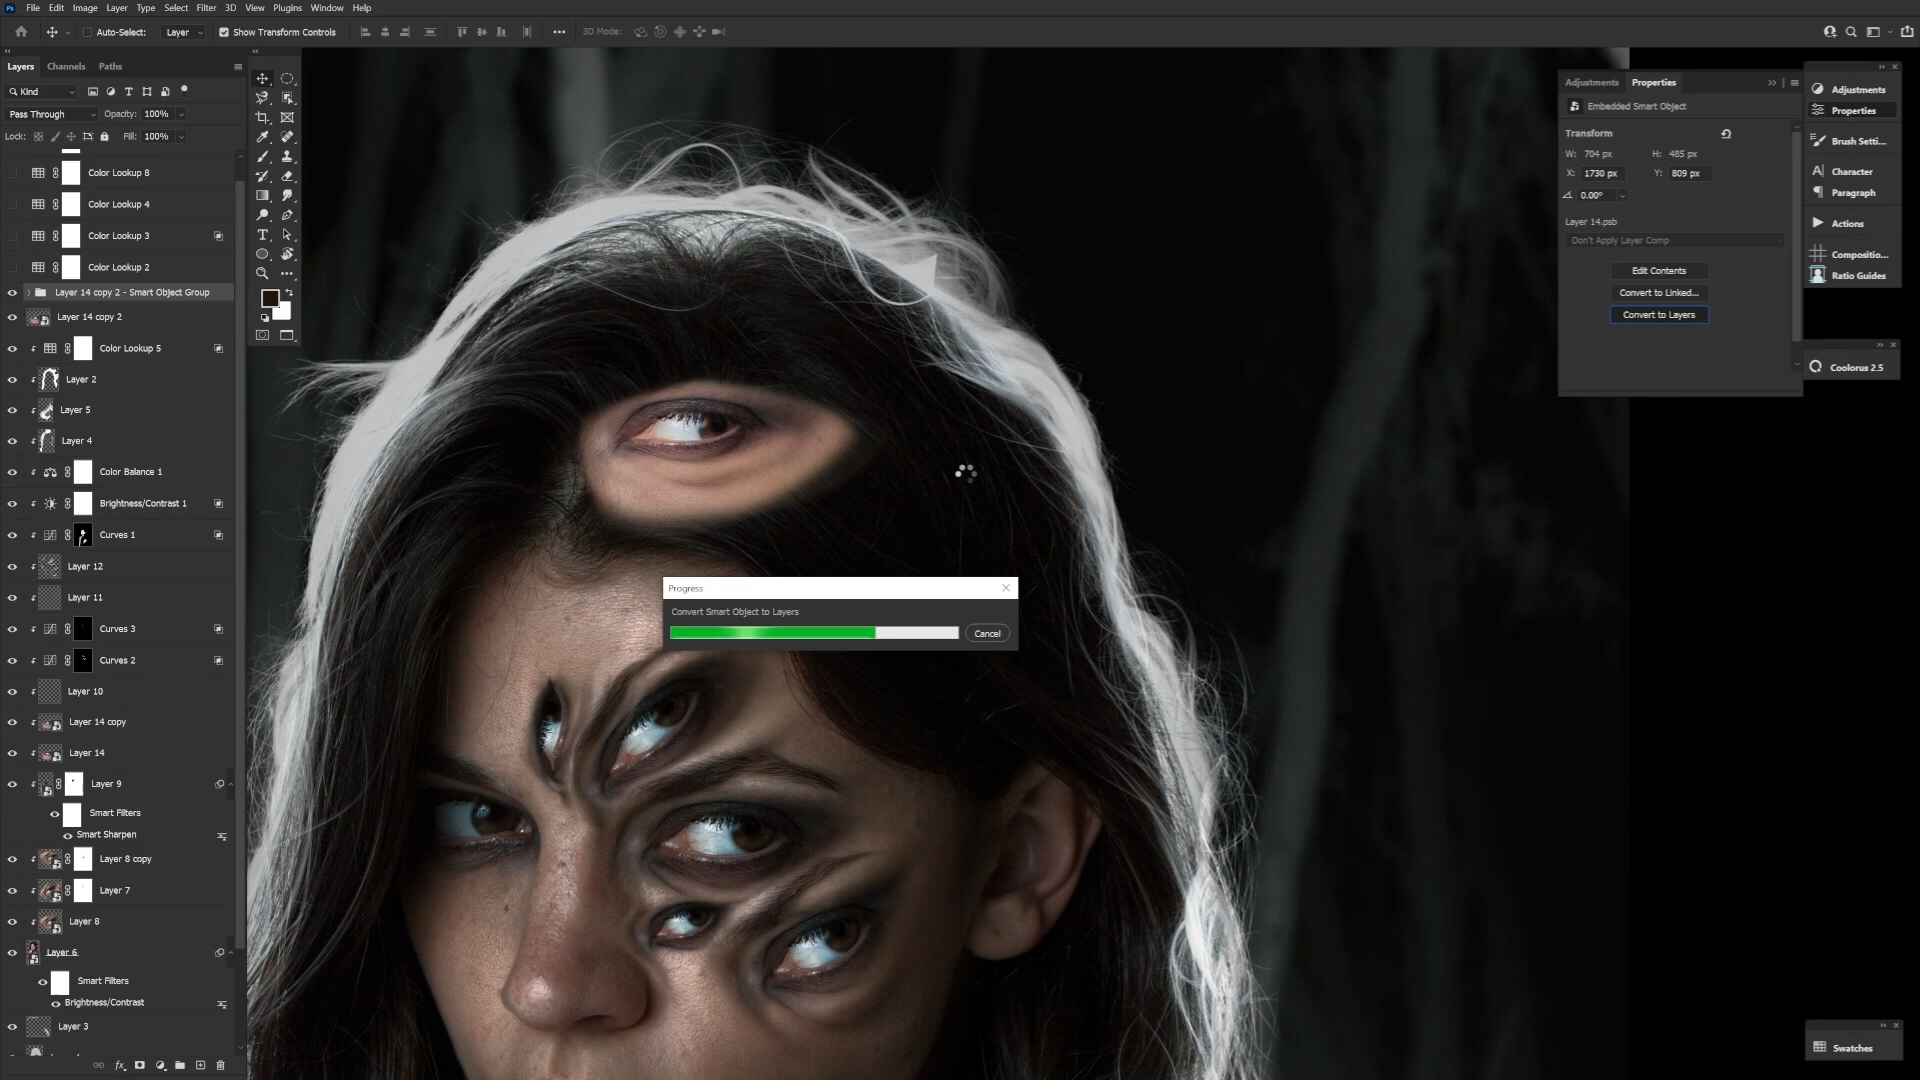 Ps File Edit Image Layer Type Select Filter 3D View Plugins Window Help
Auto-Select: Layer Show Transform Controls 3D Mode:
Layers Channels Paths
Kind
Pass Through Opacity: 100%
Lock: Fill: 100%
Color Lookup 8
Color Lookup 4
Color Lookup 3
Color Lookup 2
Layer 14 copy 2 - Smart Object Group
Layer 14 copy 2
Color Lookup 5
Layer 2
Layer 5
Layer 4
Color Balance 1
Brightness/Contrast 1
Curves 1
Layer 12
Layer 11
Curves 3
Curves 2
Layer 10
Layer 14 copy
Layer 14
Layer 9
Smart Filters
Smart Sharpen
Layer 8 copy
Layer 7
Layer 8
Layer 6
Smart Filters
Brightness/Contrast
Layer 3
fx
Progress
Convert Smart Object to Layers
Cancel
Adjustments Properties
Embedded Smart Object
Transform
W: 704 px H: 485 px
X: 1730 px Y: 809 px
0.00°
Layer 14.psb
Don't Apply Layer Comp
Edit Contents
Convert to Linked...
Convert to Layers
Adjustments
Properties
Brush Setti...
Character
Paragraph
Actions
Compositio...
Ratio Guides
Coolorus 2.5
Swatches